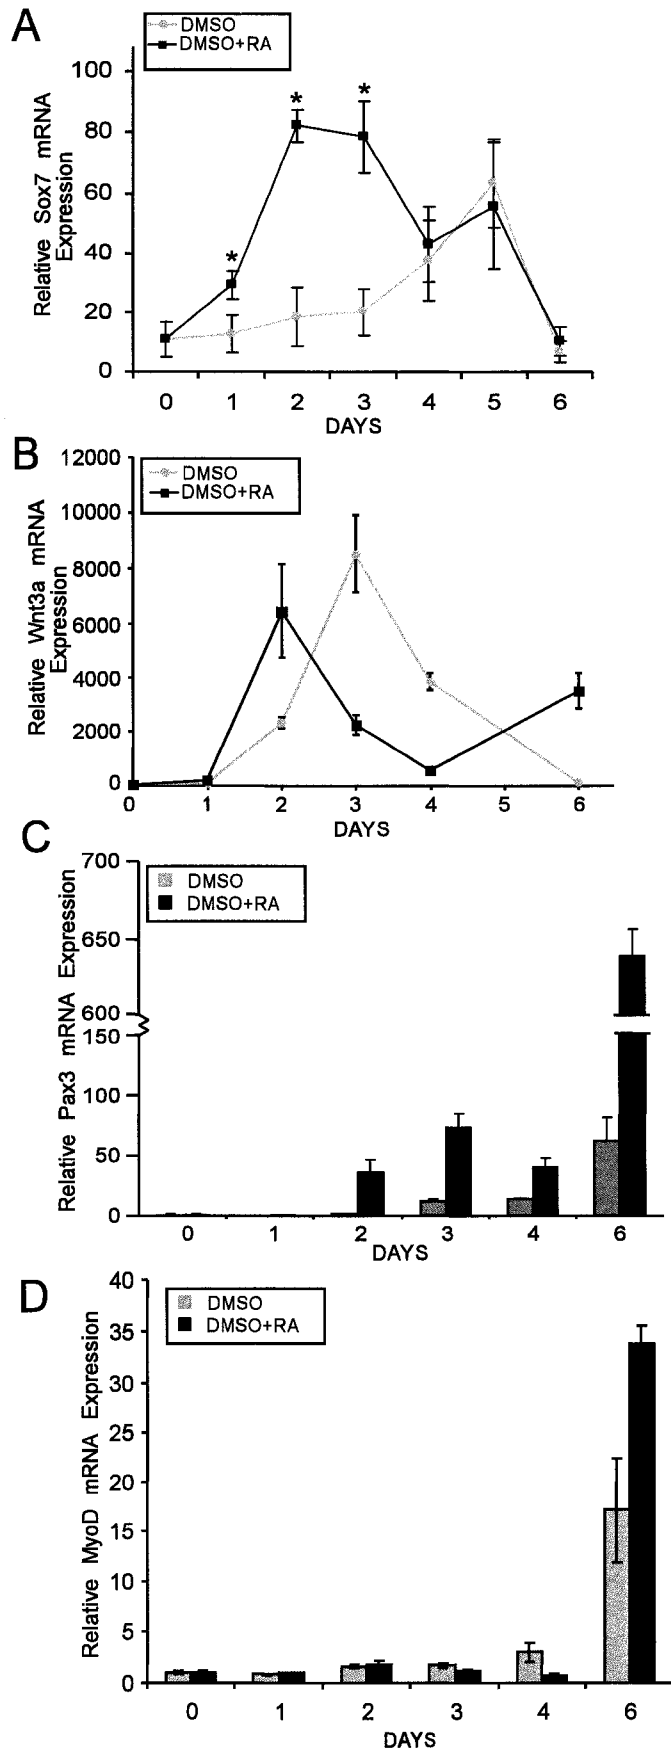 A
DMSO
DMSO+RA
Relative Sox7 mRNA
Expression
100
80
60
40
20
0
*
*
*
0 1 2 3 4 5 6
DAYS
B
DMSO
DMSO+RA
Relative Wnt3a mRNA
Expression
12000
10000
8000
6000
4000
2000
0
0 1 2 3 4 5 6
DAYS
C
DMSO
DMSO+RA
Relative Pax3 mRNA Expression
700
650
600
150
100
50
0
0 1 2 3 4 6
DAYS
D
DMSO
DMSO+RA
Relative MyoD mRNA Expression
40
35
30
25
20
15
10
5
0
0 1 2 3 4 6
DAYS